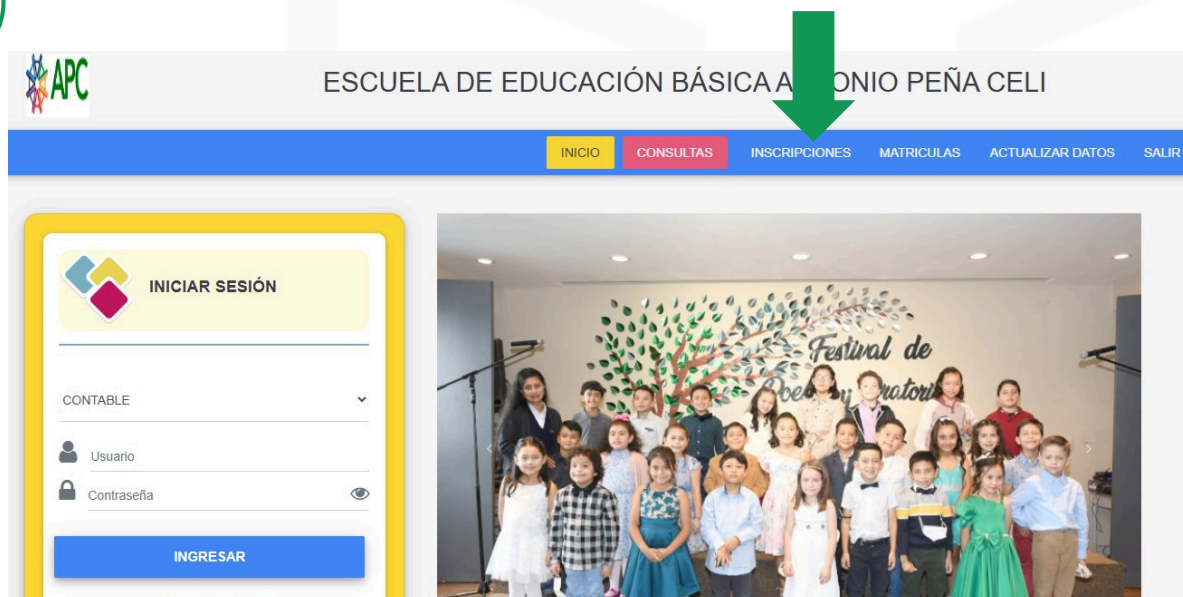 APC
ESCUELA DE EDUCACIÓN BÁSICA A ONIO PEÑA CELI
INICIO CONSULTAS INSCRIPCIONES MATRICULAS ACTUALIZAR DATOS SALIR
INICIAR SESIÓN
CONTABLE
Usuario
Contraseña
INGRESAR
Festival de